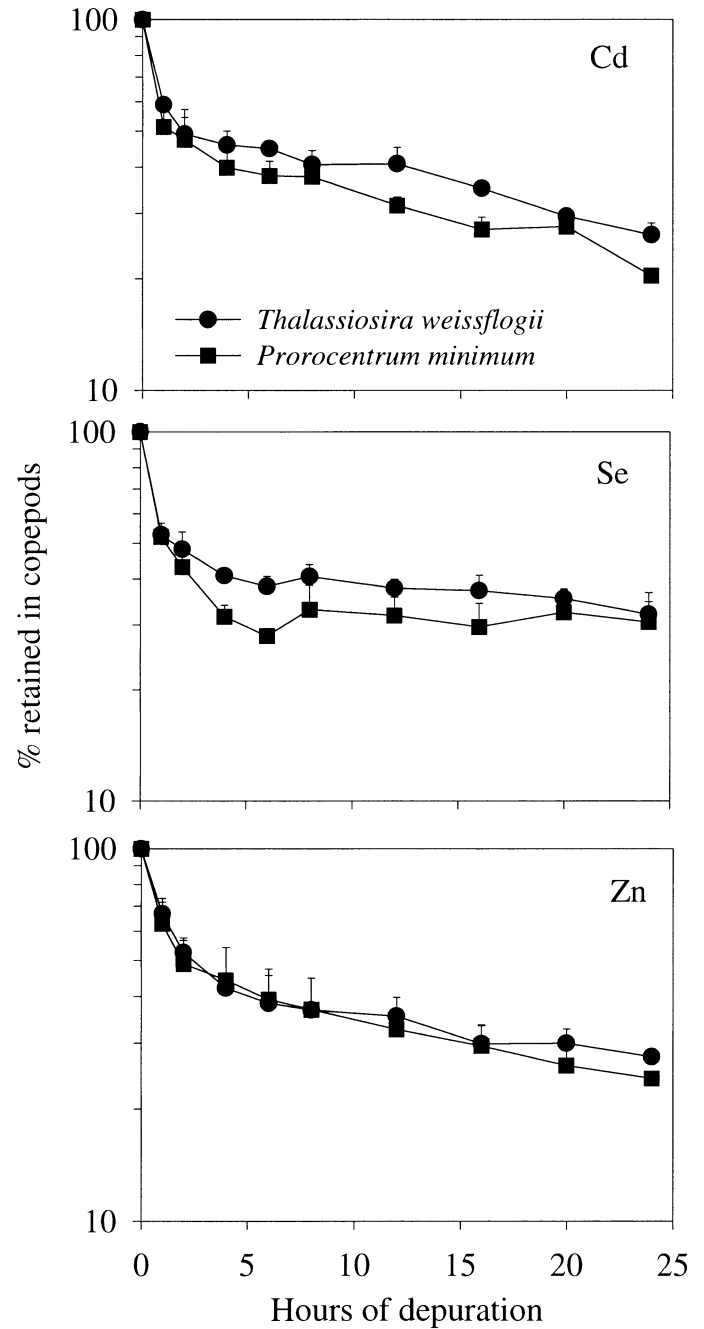 100
Cd
Thalassiosira weissflogii
Prorocentrum minimum
10
100
Se
% retained in copepods
10
100
Zn
10
0 5 10 15 20 25
Hours of depuration